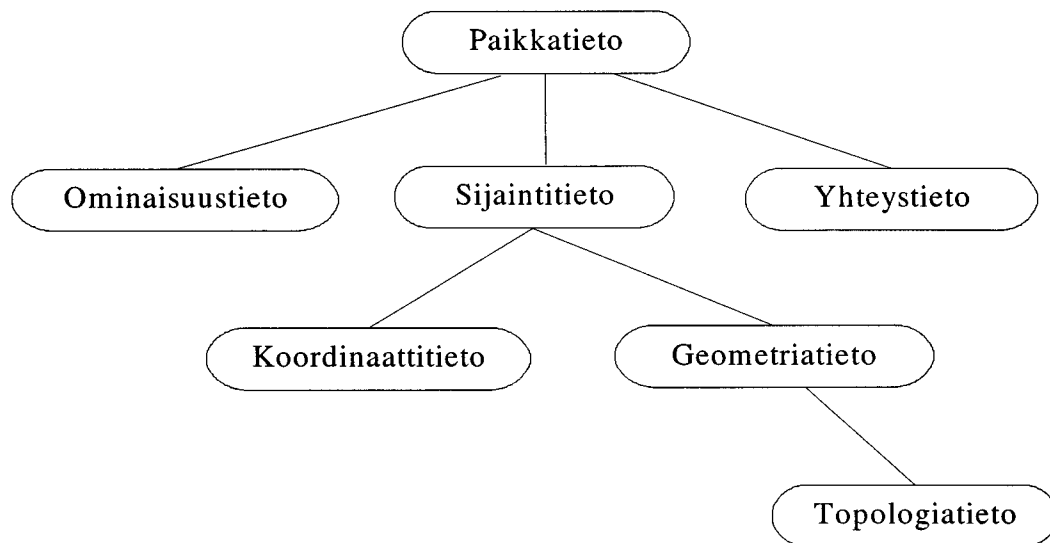 Paikkatieto
Ominaisuustieto
Sijaintitieto
Yhteystieto
Koordinaattitieto
Geometriatieto
Topologiatieto